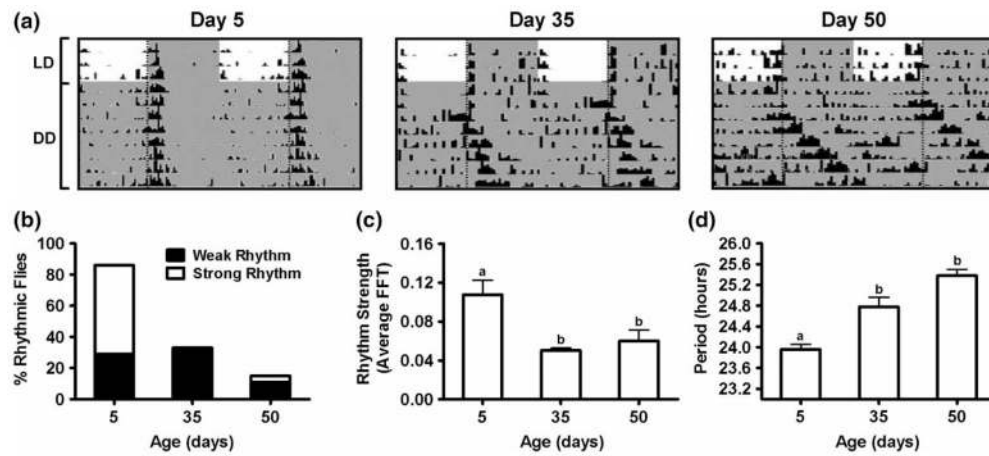 (a)
Day 5
Day 35
Day 50
LD
DD
(b)
% Rhythmic Flies
100
80
60
40
20
0
Weak Rhythm
Strong Rhythm
5
35
50
Age (days)
(c)
Rhythm Strength
(Average FFT)
0.16
0.12
0.08
0.04
0.00
a
b
b
5
35
50
Age (days)
(d)
Period (hours)
26.0
25.6
25.2
24.8
24.4
24.0
23.6
23.2
a
b
b
5
35
50
Age (days)